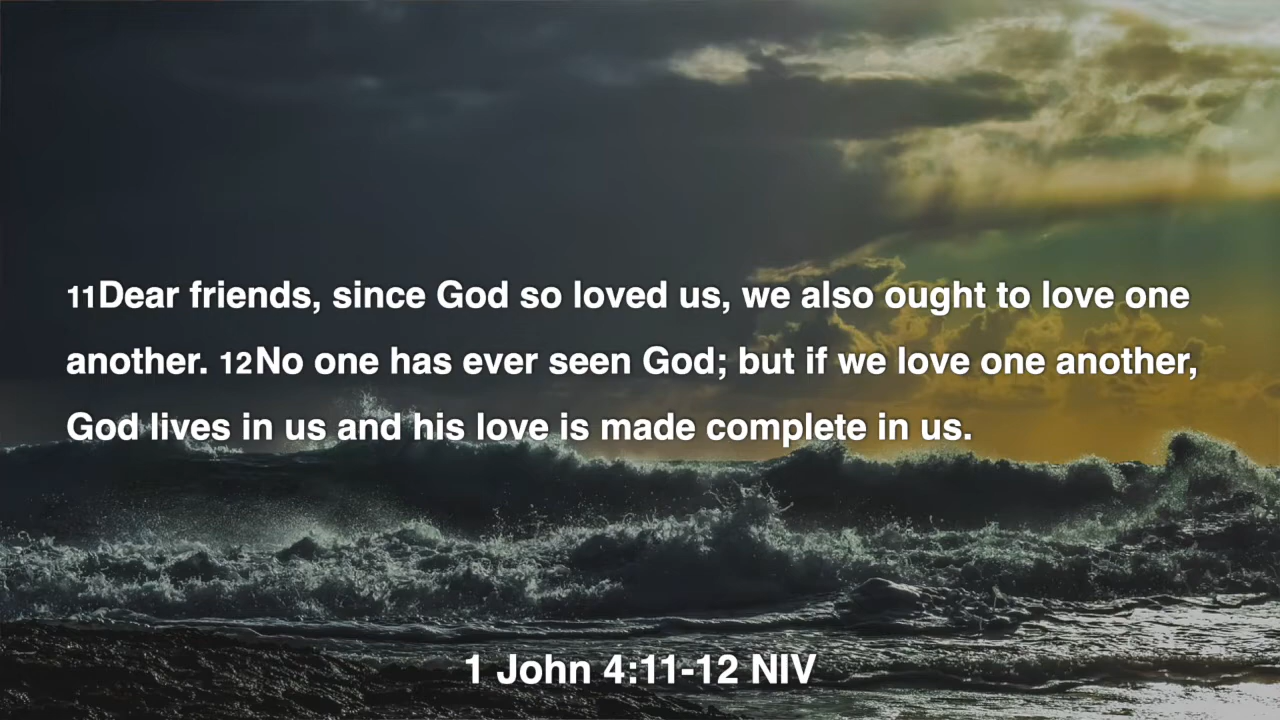 11Dear friends, since God so loved us, we also ought to love one
another. 12No one has ever seen God; but if we love one another,
God lives in us and his love is made complete in us.
1 John 4:11-12 NIV